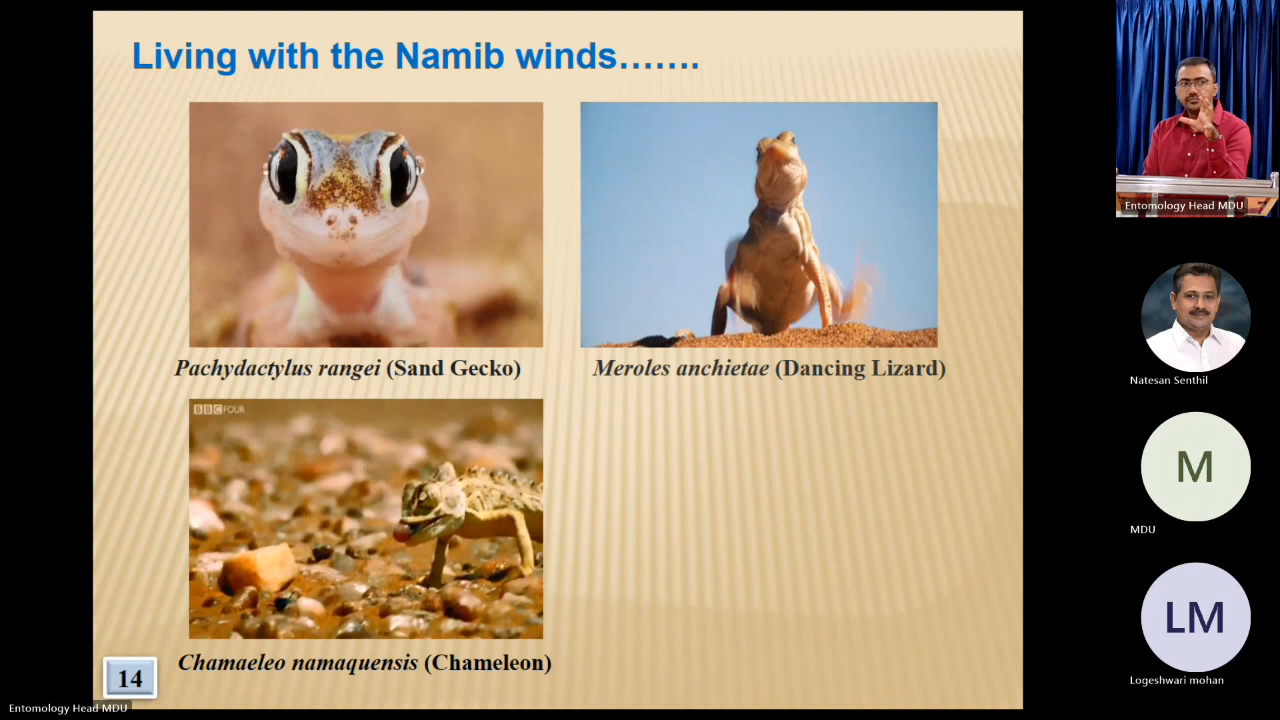 Living with the Namib winds…….
Pachydactylus rangei (Sand Gecko)
Meroles anchietae (Dancing Lizard)
BBC FOUR
Chamaeleo namaquensis (Chameleon)
14
Entomology Head MDU
Entomology Head MDU
Natesan Senthil
M
MDU
LM
Logeshwari mohan